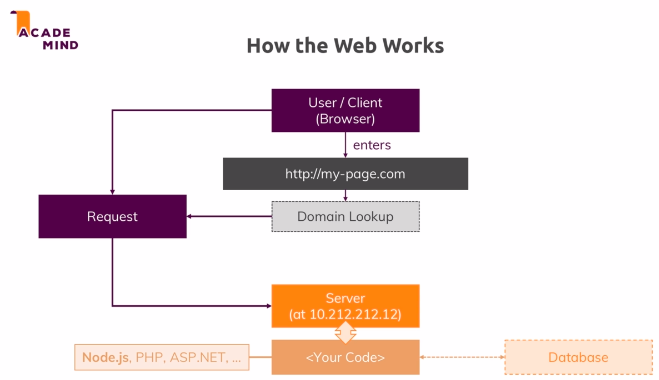 ACADE
MIND
How the Web Works
User / Client
(Browser)
enters
http://my-page.com
Request
Domain Lookup
Server
(at 10.212.212.12)
Node.js, PHP, ASP.NET, ...
<Your Code>
Database